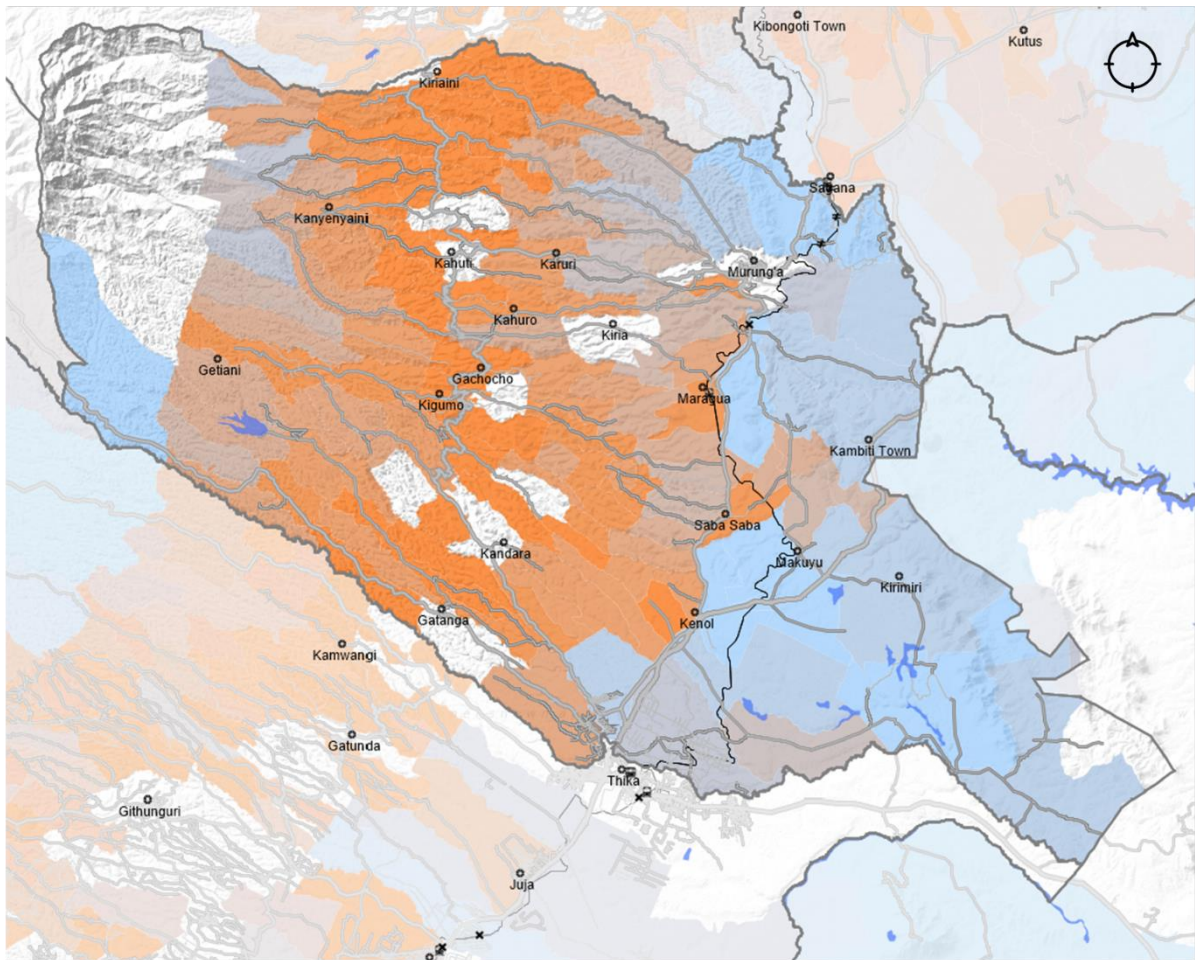 Kibongoti Town
Kutus
Kiriaini
Sagana
Kanyenyaini
Kahuti
Karuri
Murung'a
Kahuro
Kiria
Getiani
Gachocho
Kigumo
Maragua
Kambiti Town
Saba Saba
Kandara
Makuyu
Kirimiri
Gatanga
Kenol
Kamwangi
Gatunda
Thika
Githunguri
Juja